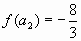 f(a₂) = −8/3